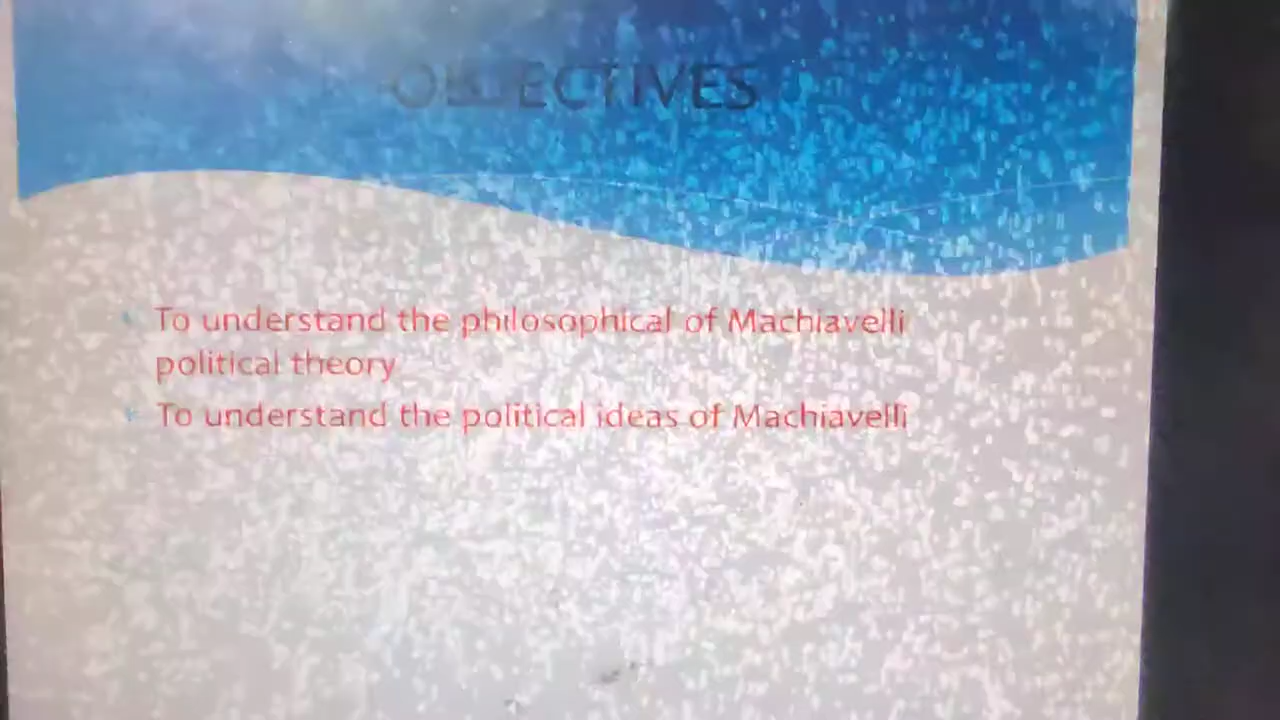 OBJECTIVES
To understand the philosophical of Machiavelli
political theory
To understand the political ideas of Machiavelli